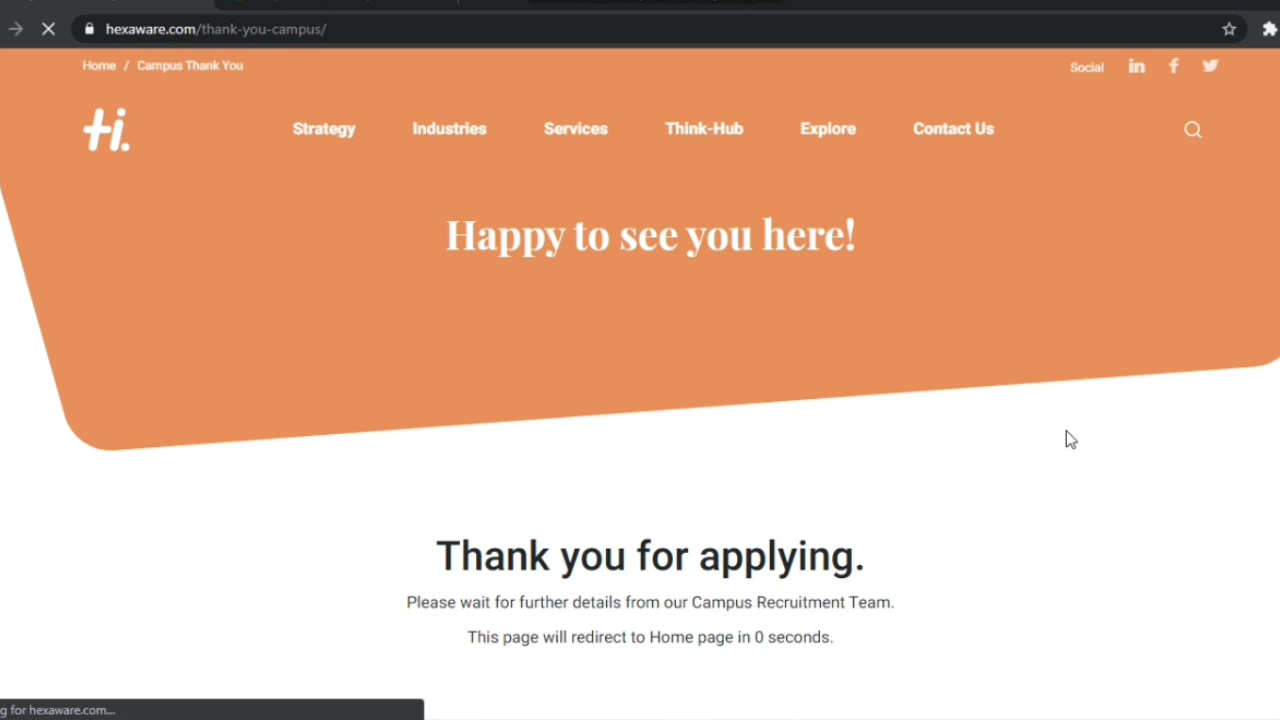 hexaware.com/thank-you-campus/
Home / Campus Thank You
Social
Hi.
Strategy Industries Services Think-Hub Explore Contact Us
Happy to see you here!
Thank you for applying.
Please wait for further details from our Campus Recruitment Team.
This page will redirect to Home page in 0 seconds.
g for hexaware.com...